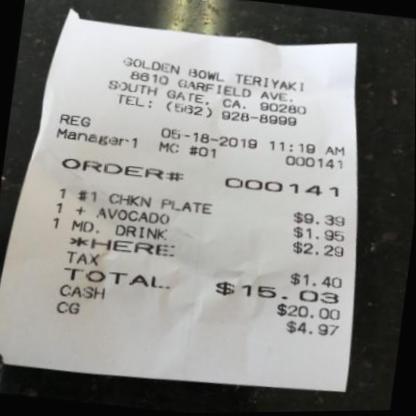 GOLDEN BOWL TERIYAKI
8610 GARFIELD AVE.
SOUTH GATE, CA. 90280
TEL: (562) 928-8999
REG 05-18-2019 11:19 AM
Manager1 MC #01 000141
ORDER# 000141
1 #1 CHKN PLATE $9.39
1 + AVOCADO $1.95
1 MD. DRINK $2.29
*HERE:
TAX $1.40
TOTAL. $15.03
CASH $20.00
CG $4.97